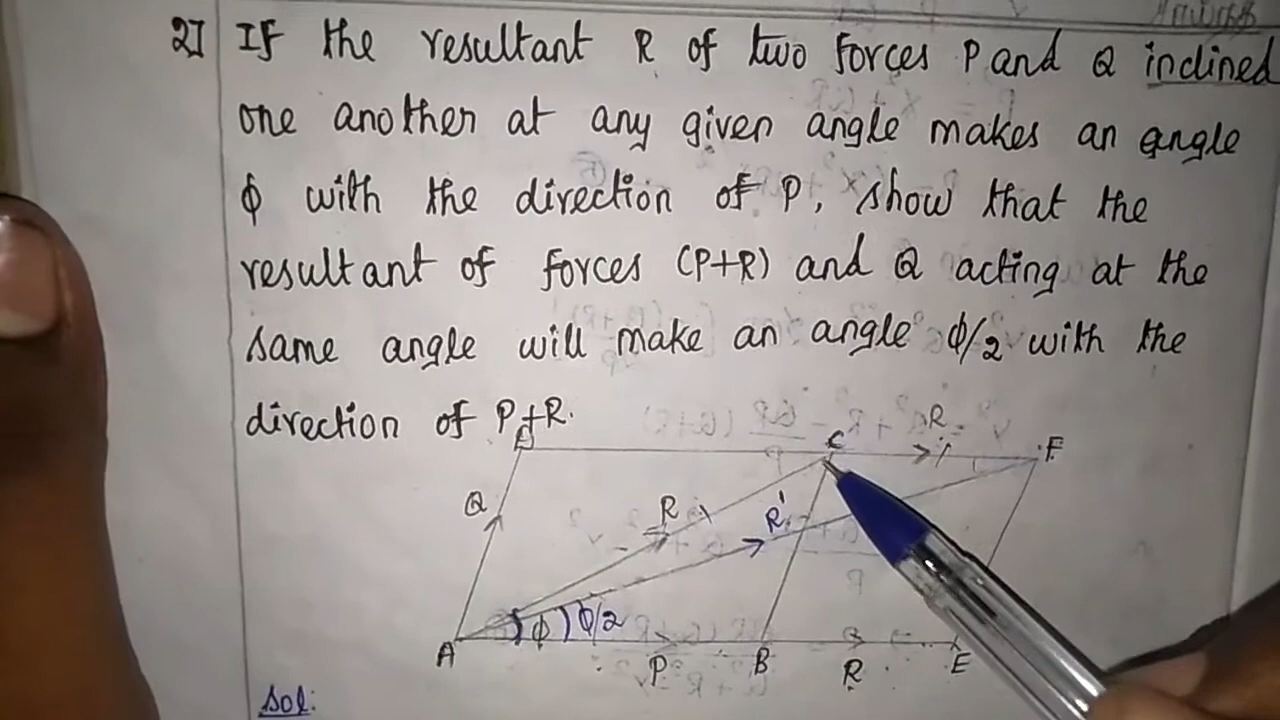 2] If the resultant R of two forces P and Q inclined
one another at any given angle makes an angle
ϕ with the direction of P, show that the
resultant of forces (P+R) and Q acting at the
same angle will make an angle ϕ/2 with the
direction of P+R.
R
C
F
Q
R
R'
ϕ
ϕ/2
A
P
B
R
E
Sol: